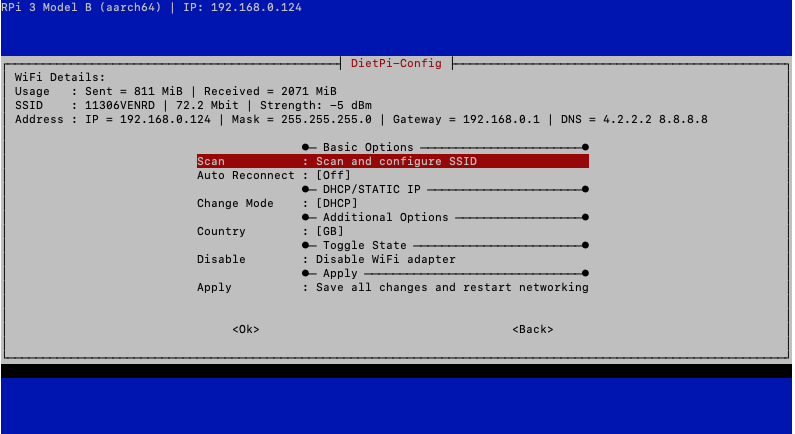 RPi 3 Model B (aarch64) | IP: 192.168.0.124
DietPi-Config
WiFi Details:
Usage   : Sent = 811 MiB | Received = 2071 MiB
SSID    : 11306VENRD | 72.2 Mbit | Strength: -5 dBm
Address : IP = 192.168.0.124 | Mask = 255.255.255.0 | Gateway = 192.168.0.1 | DNS = 4.2.2.2 8.8.8.8
Basic Options
Scan           : Scan and configure SSID
Auto Reconnect : [Off]
DHCP/STATIC IP
Change Mode    : [DHCP]
Additional Options
Country        : [GB]
Toggle State
Disable        : Disable WiFi adapter
Apply
Apply          : Save all changes and restart networking
<Ok> <Back>